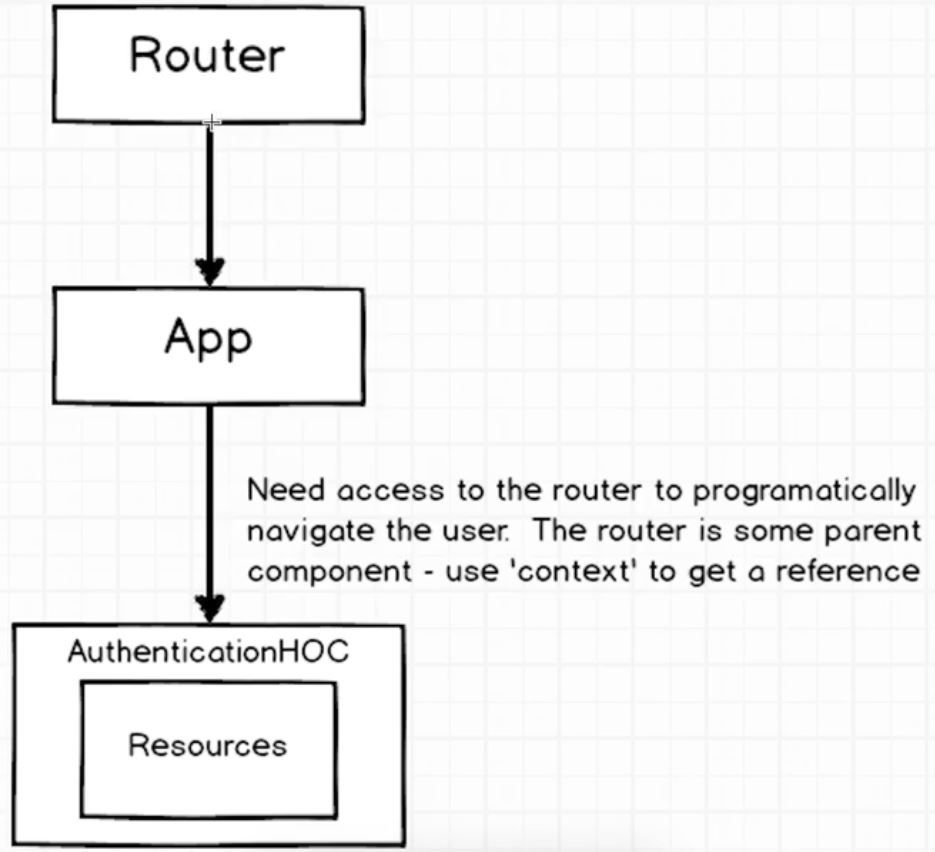 Router
App
Need access to the router to programatically
navigate the user. The router is some parent
component - use 'context' to get a reference
AuthenticationHOC
Resources